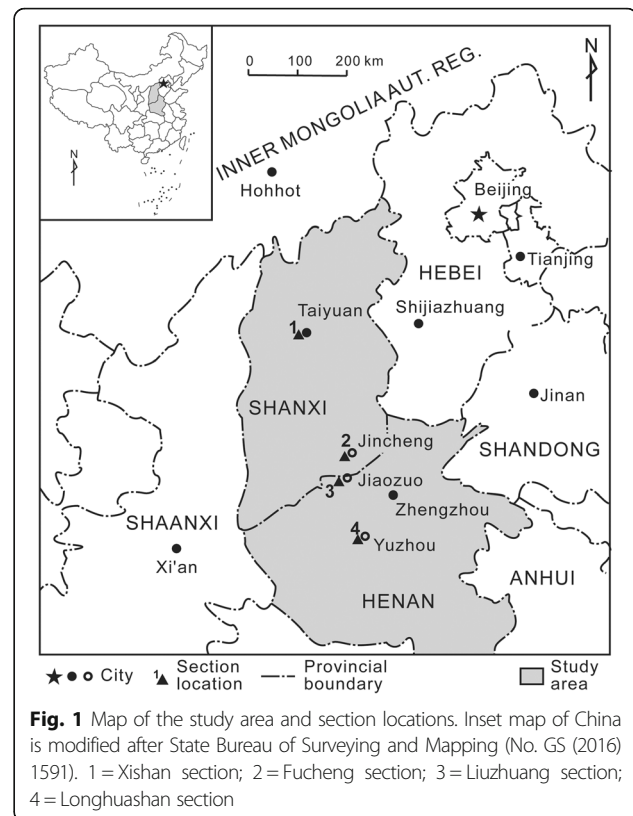 N
0 100 200 km
N
INNER MONGOLIA AUT. REG.
Hohhot
Beijing
Tianjing
HEBEI
Taiyuan
Shijiazhuang
1
SHANXI
Jinan
2 Jincheng
SHANDONG
3 Jiaozuo
Zhengzhou
SHAANXI
4 Yuzhou
Xi'an
ANHUI
HENAN
City 1 Section location Provincial boundary Study area
Fig. 1 Map of the study area and section locations. Inset map of China
is modified after State Bureau of Surveying and Mapping (No. GS (2016)
1591). 1 = Xishan section; 2 = Fucheng section; 3 = Liuzhuang section;
4 = Longhuashan section